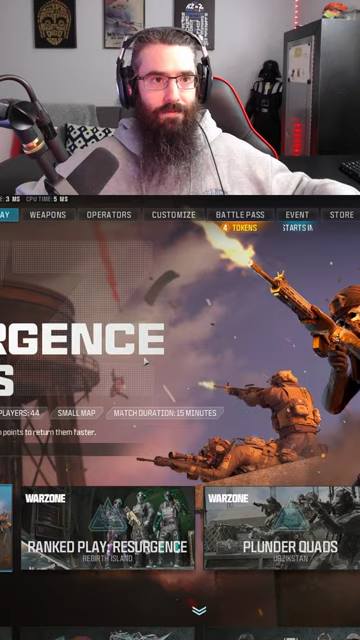 E: 3 MS CPU TIME: 5 MS
AY WEAPONS OPERATORS CUSTOMIZE BATTLE PASS EVENT STORE
4 TOKENS STARTS IN
RGENCE
S
PLAYERS: 44 SMALL MAP MATCH DURATION: 15 MINUTES
points to return them faster.
WARZONE
RANKED PLAY: RESURGENCE
REBIRTH ISLAND
WARZONE
PLUNDER QUADS
URZIKSTAN